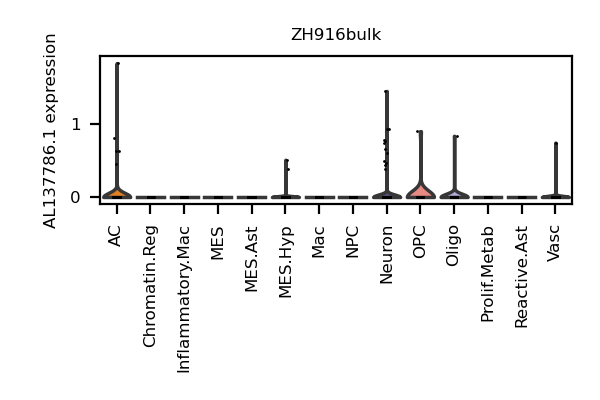 ZH916bulk
AL137786.1 expression
1
0
AC
Chromatin.Reg
Inflammatory.Mac
MES
MES.Ast
MES.Hyp
Mac
NPC
Neuron
OPC
Oligo
Prolif.Metab
Reactive.Ast
Vasc